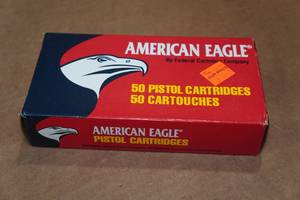 AMERICAN EAGLE®
By Federal Cartridge Company
50 PISTOL CARTRIDGES
50 CARTOUCHES
AMERICAN EAGLE®
PISTOL CARTRIDGES